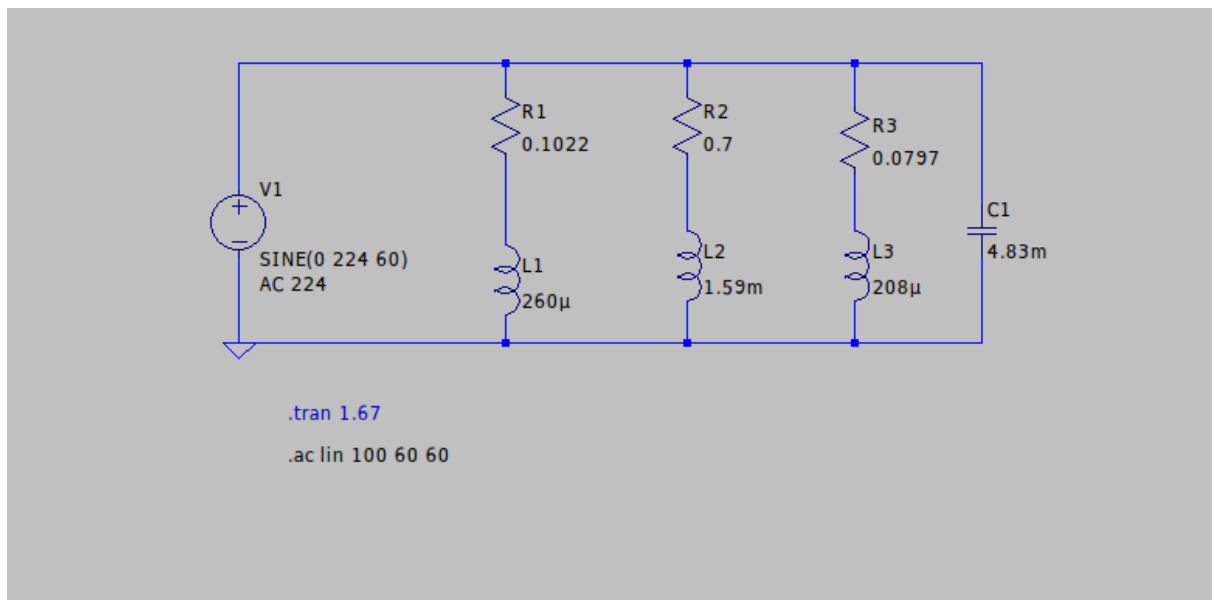 R1
0.1022
R2
0.7
R3
0.0797
V1
SINE(0 224 60)
AC 224
L1
260µ
L2
1.59m
L3
208µ
C1
4.83m
.tran 1.67
.ac lin 100 60 60